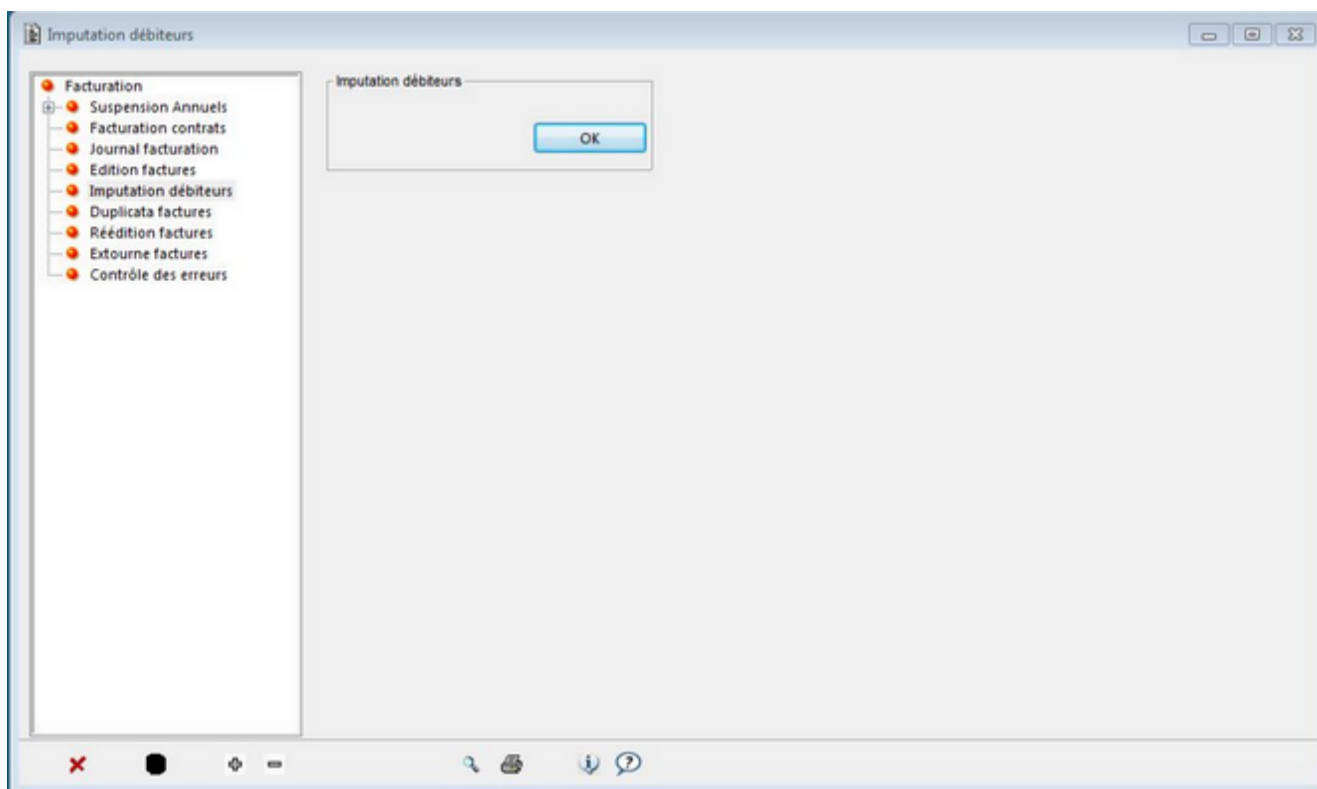 Imputation débiteurs
Facturation
Suspension Annuels
Facturation contrats
Journal facturation
Edition factures
Imputation débiteurs
Duplicata factures
Réédition factures
Extourne factures
Contrôle des erreurs
Imputation débiteurs
OK